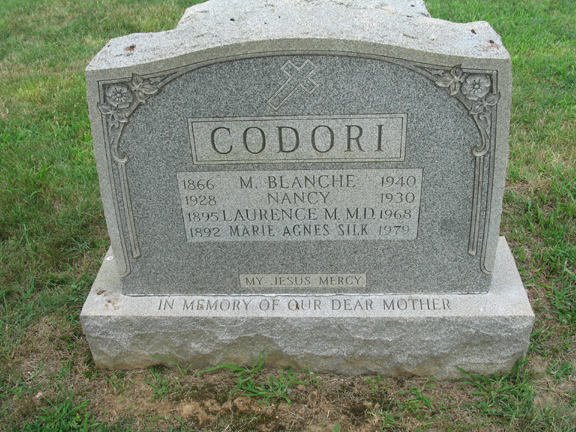 CODORI
1866 M. BLANCHE 1940
1928 NANCY 1930
1895 LAURENCE M. M.D. 1968
1892 MARIE AGNES SILK 1979
MY JESUS MERCY
IN MEMORY OF OUR DEAR MOTHER